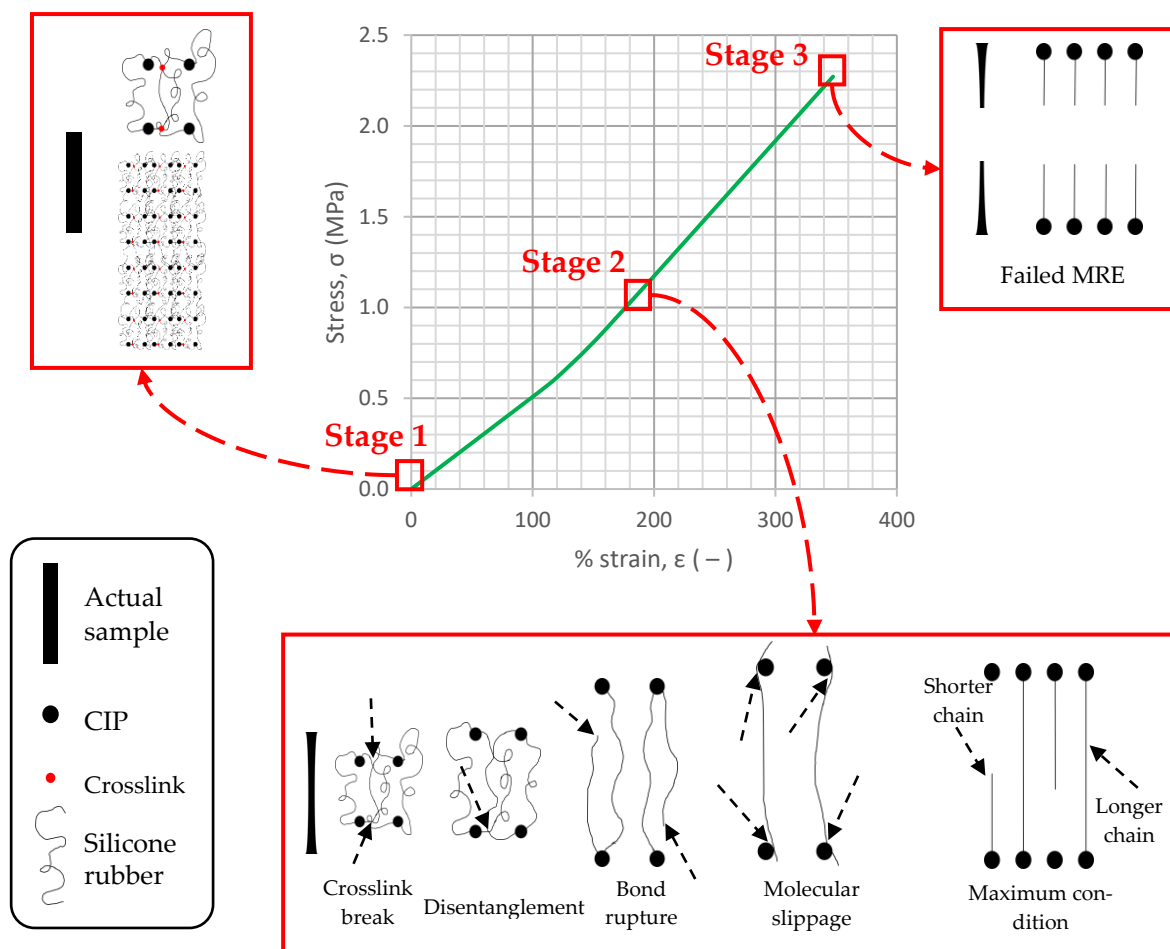 2.5
2.0
1.5
1.0
0.5
0.0
Stress, σ (MPa)
0
100
200
300
400
% strain, ε ( – )
Stage 1
Stage 2
Stage 3
Failed MRE
Actual
sample
CIP
Crosslink
Silicone
rubber
Crosslink
break
Disentanglement
Bond
rupture
Molecular
slippage
Shorter
chain
Longer
chain
Maximum con-
dition